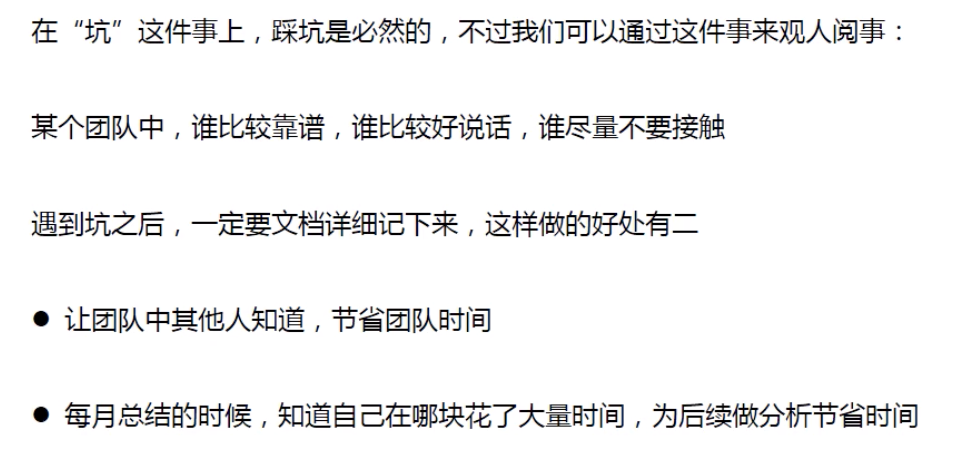 在“坑”这件事上，踩坑是必然的，不过我们可以通过这件事来观人阅事：
某个团队中，谁比较靠谱，谁比较好说话，谁尽量不要接触
遇到坑之后，一定要文档详细记下来，这样做的好处有二
● 让团队中其他人知道，节省团队时间
● 每月总结的时候，知道自己在哪块花了大量时间，为后续做分析节省时间